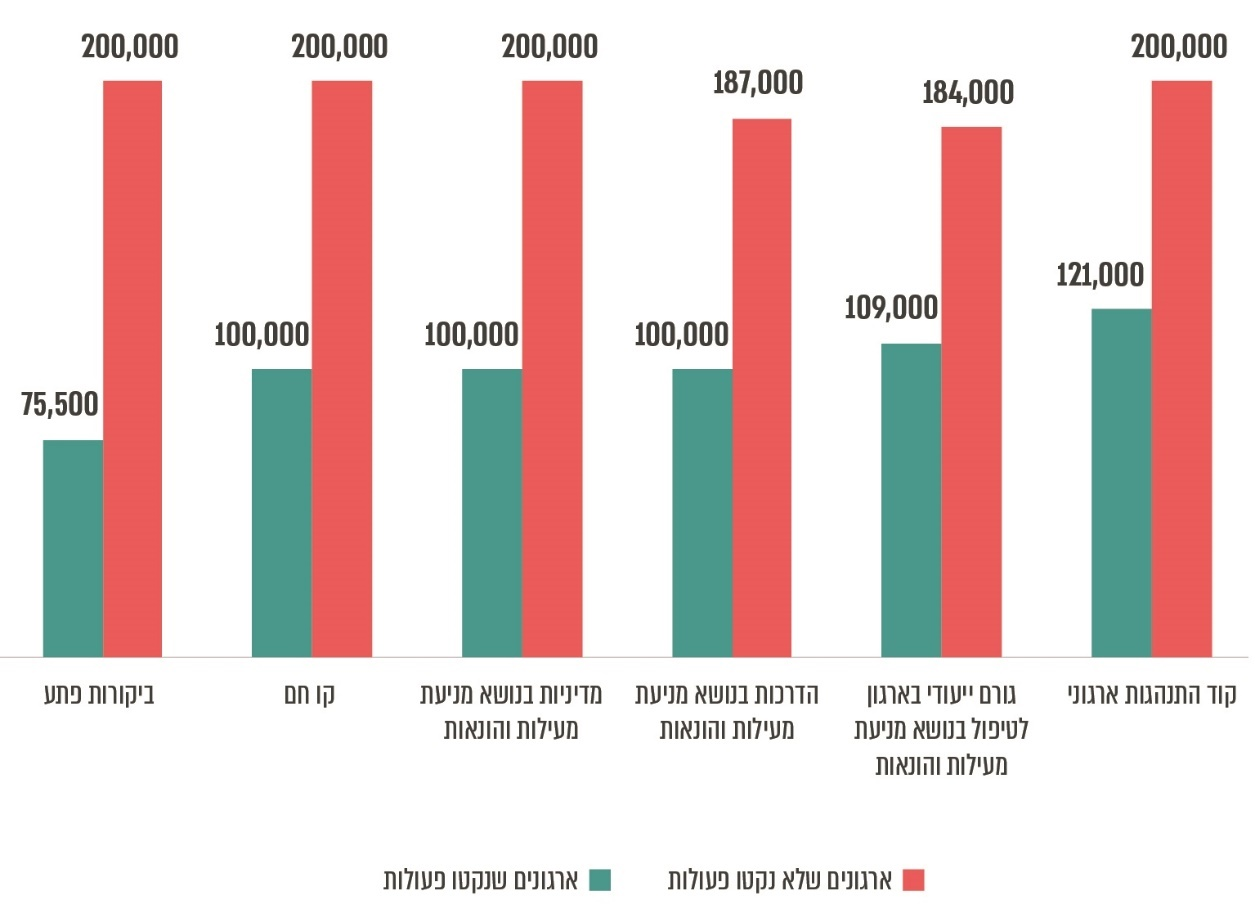 200,000
200,000
200,000
187,000
184,000
200,000
121,000
109,000
100,000
100,000
100,000
75,500
קוד התנהגות ארגוני
גורם ייעודי בארגון
לטיפול בנושא מניעת
מעילות והונאות
הדרכות בנושא מניעת
מעילות והונאות
מדיניות בנושא מניעת
מעילות והונאות
קו חם
ביקורות פתע
ארגונים שלא נקטו פעולות
ארגונים שנקטו פעולות